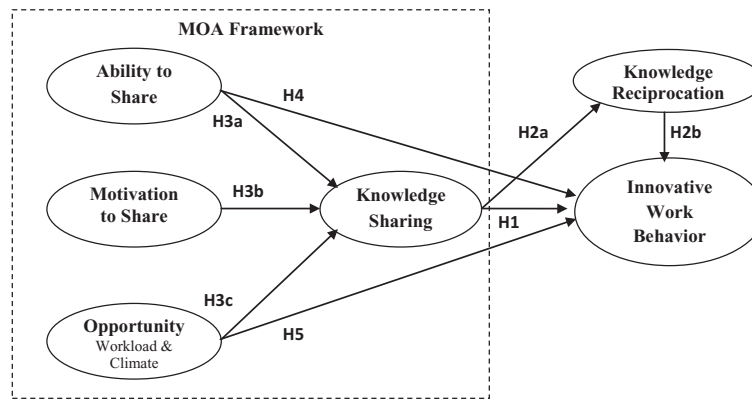 MOA Framework
Ability to
Share
H3a
H4
Knowledge
Reciprocation
H2a
H2b
Motivation
to Share
H3b
Knowledge
Sharing
H1
Innovative
Work
Behavior
H3c
Opportunity
Workload &
Climate
H5